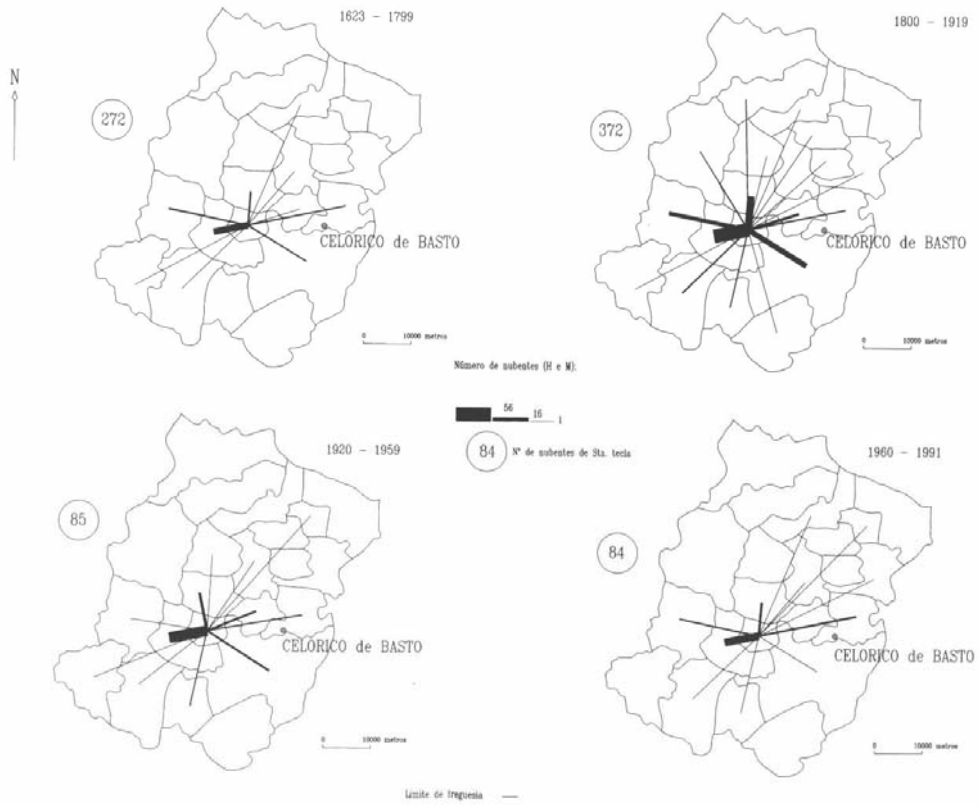 1623 - 1799
1800 - 1919
N
272
372
CELORICO de BASTO
CELORICO de BASTO
0 10000 metros
0 10000 metros
Número de nubentes (H e M):
56 16 1
1920 - 1959
84 Nº de nubentes de Sta. tecla
1960 - 1991
85
84
CELORICO de BASTO
CELORICO de BASTO
0 10000 metros
0 10000 metros
Limite de freguesia